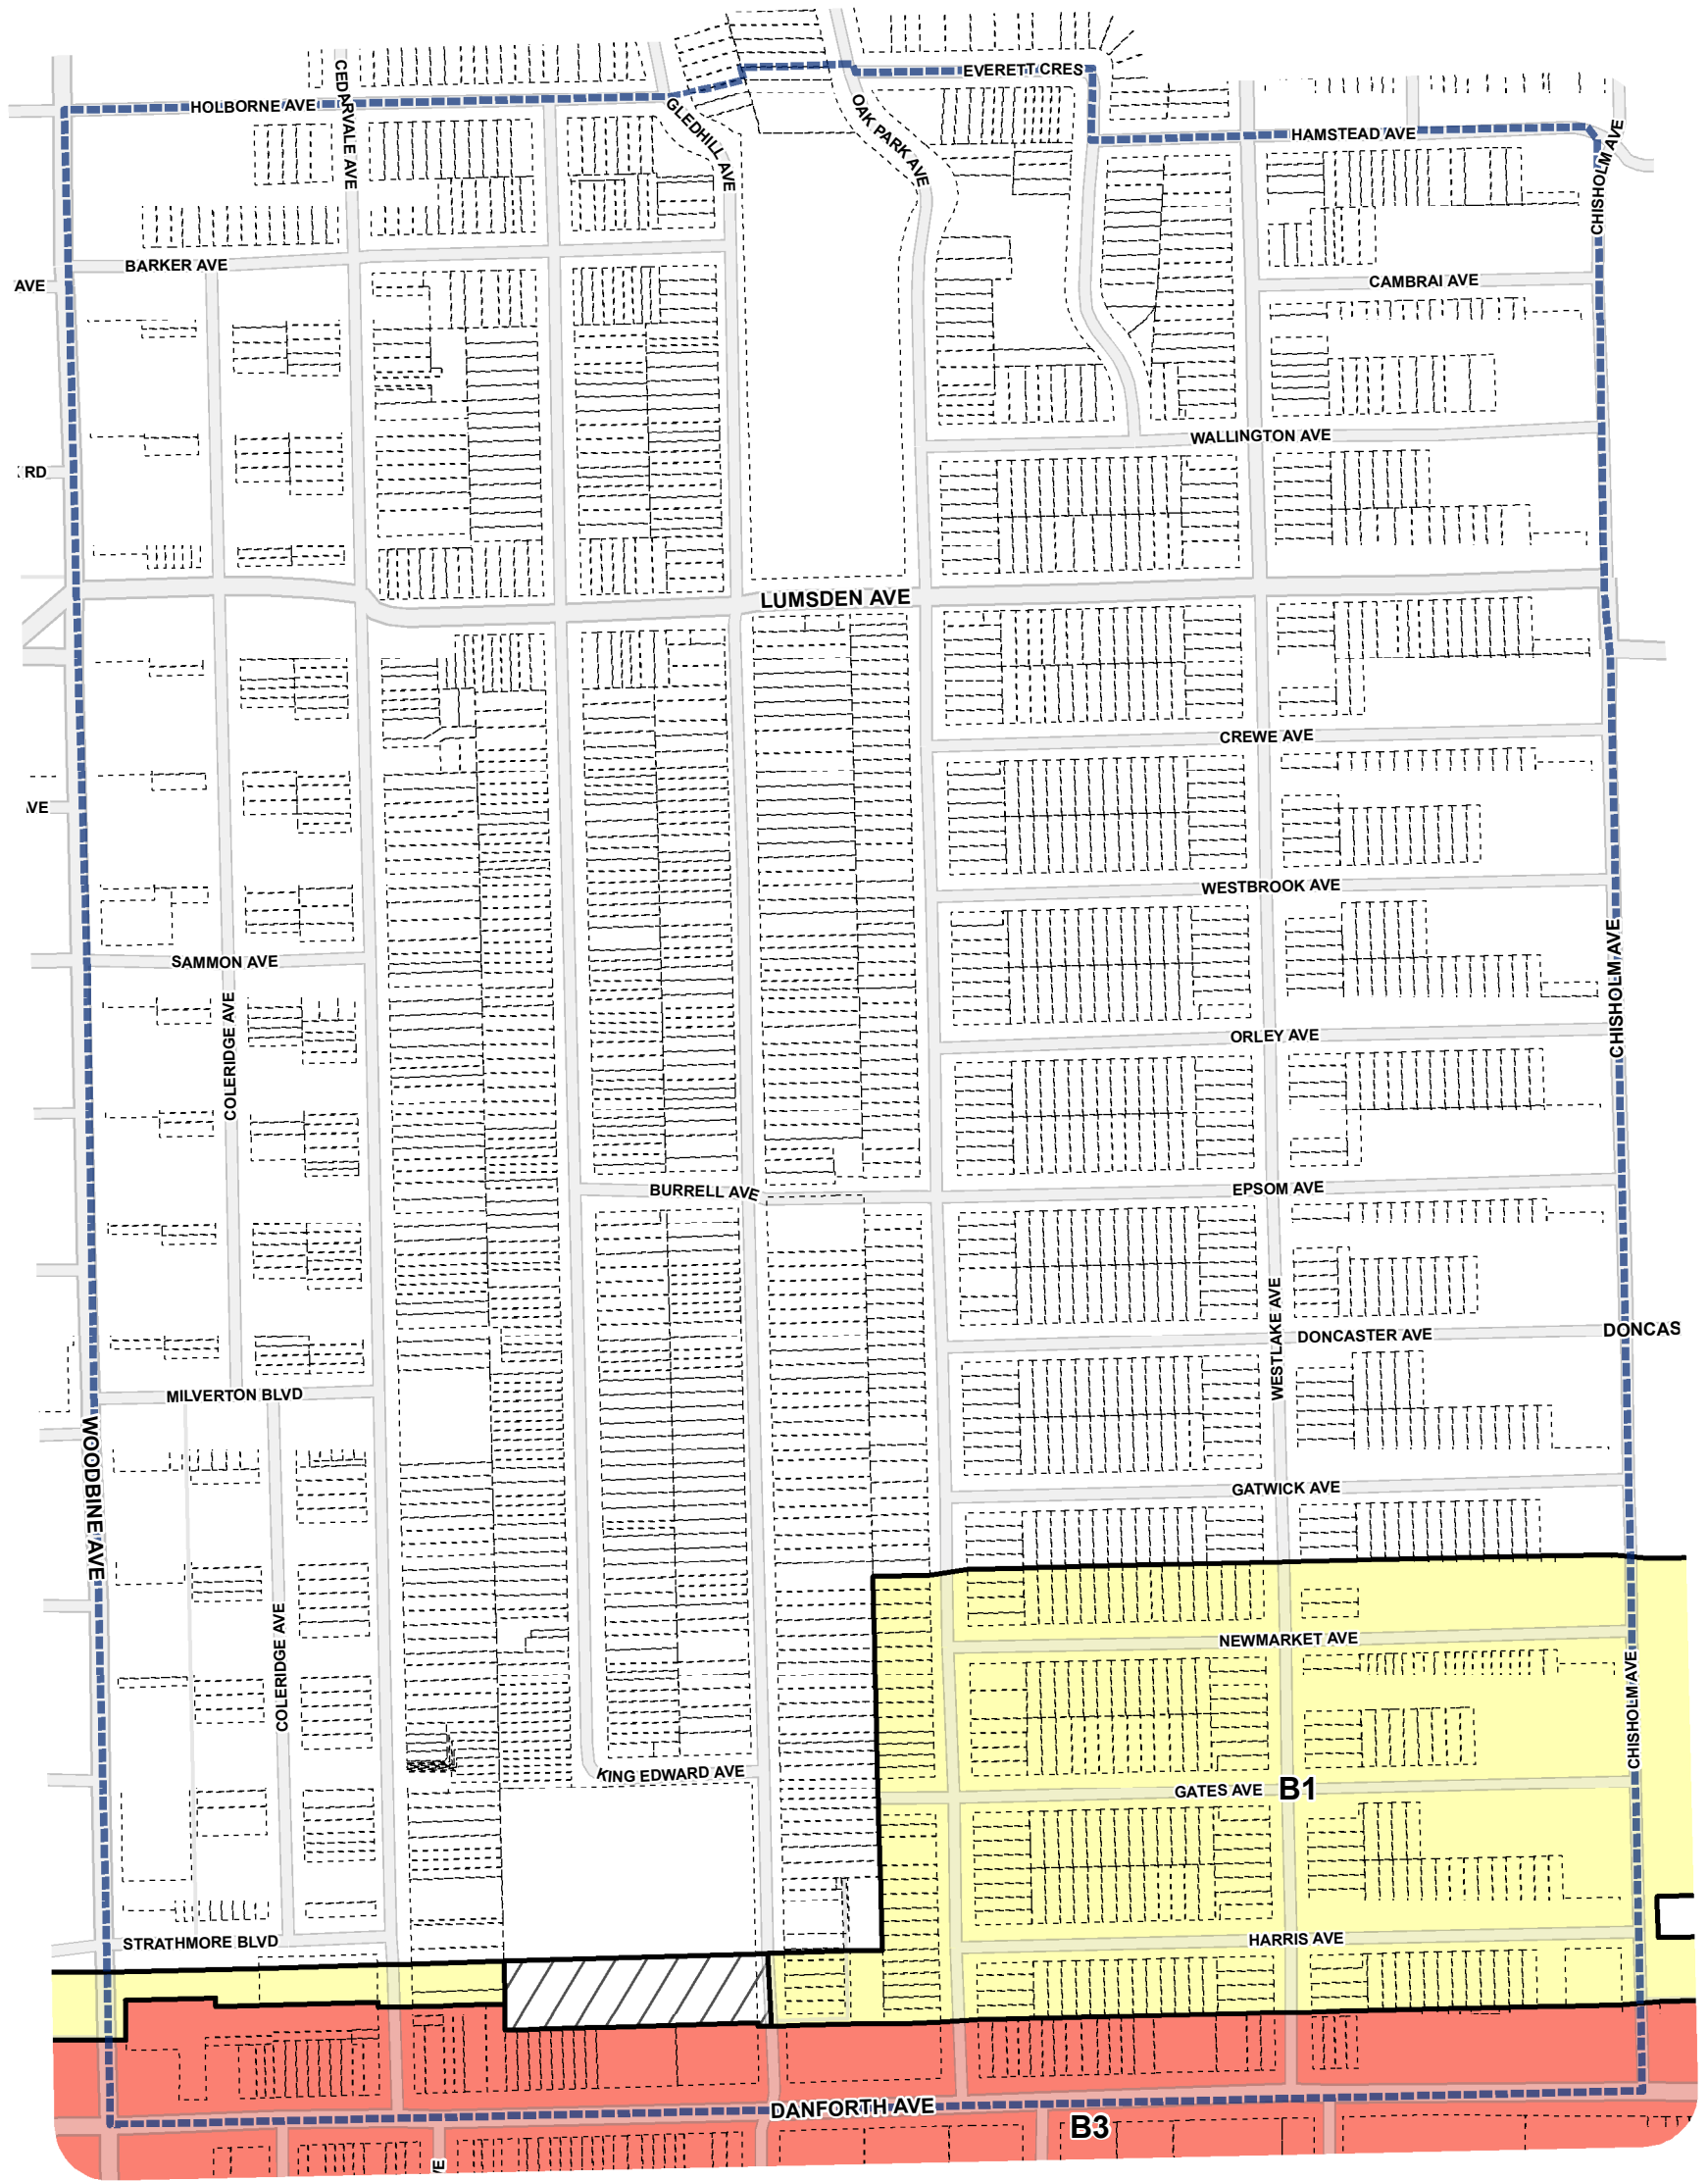 EVERETT CRES
CEDARVALE AVE
HOLBORNE AVE
GLEDHILL AVE
OAK PARK AVE
HAMSTEAD AVE
CHISHOLM AVE
BARKER AVE
AVE
CAMBRAI AVE
WALLINGTON AVE
RD
LUMSDEN AVE
CREWE AVE
VE
WESTBROOK AVE
SAMMON AVE
CHISHOLM AVE
COLERIDGE AVE
ORLEY AVE
BURRELL AVE
EPSOM AVE
WESTLAKE AVE
DONCASTER AVE
DONCAS
MILVERTON BLVD
WOODBINE AVE
GATWICK AVE
COLERIDGE AVE
NEWMARKET AVE
CHISHOLM AVE
KING EDWARD AVE
GATES AVE
B1
STRATHMORE BLVD
HARRIS AVE
DANFORTH AVE
B3
VE